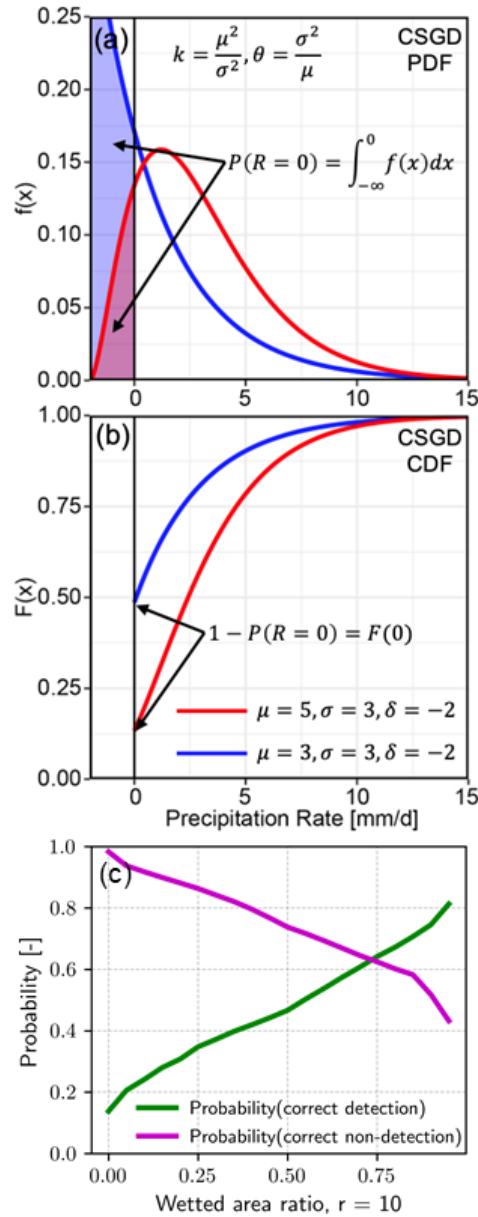 0.25
(a)
k = μ²/σ², θ = σ²/μ
CSGD
PDF
0.20
0.15
P(R = 0) = ∫_{-∞}^{0} f(x)dx
f(x)
0.10
0.05
0.00
0 5 10 15
1.00
(b)
CSGD
CDF
0.75
F(x)
0.50
1 − P(R = 0) = F(0)
0.25
μ = 5, σ = 3, δ = −2
μ = 3, σ = 3, δ = −2
0.00
0 5 10 15
Precipitation Rate [mm/d]
1.0
(c)
0.8
Probability [-]
0.6
0.4
0.2
Probability(correct detection)
Probability(correct non-detection)
0.0
0.00 0.25 0.50 0.75
Wetted area ratio, r = 10